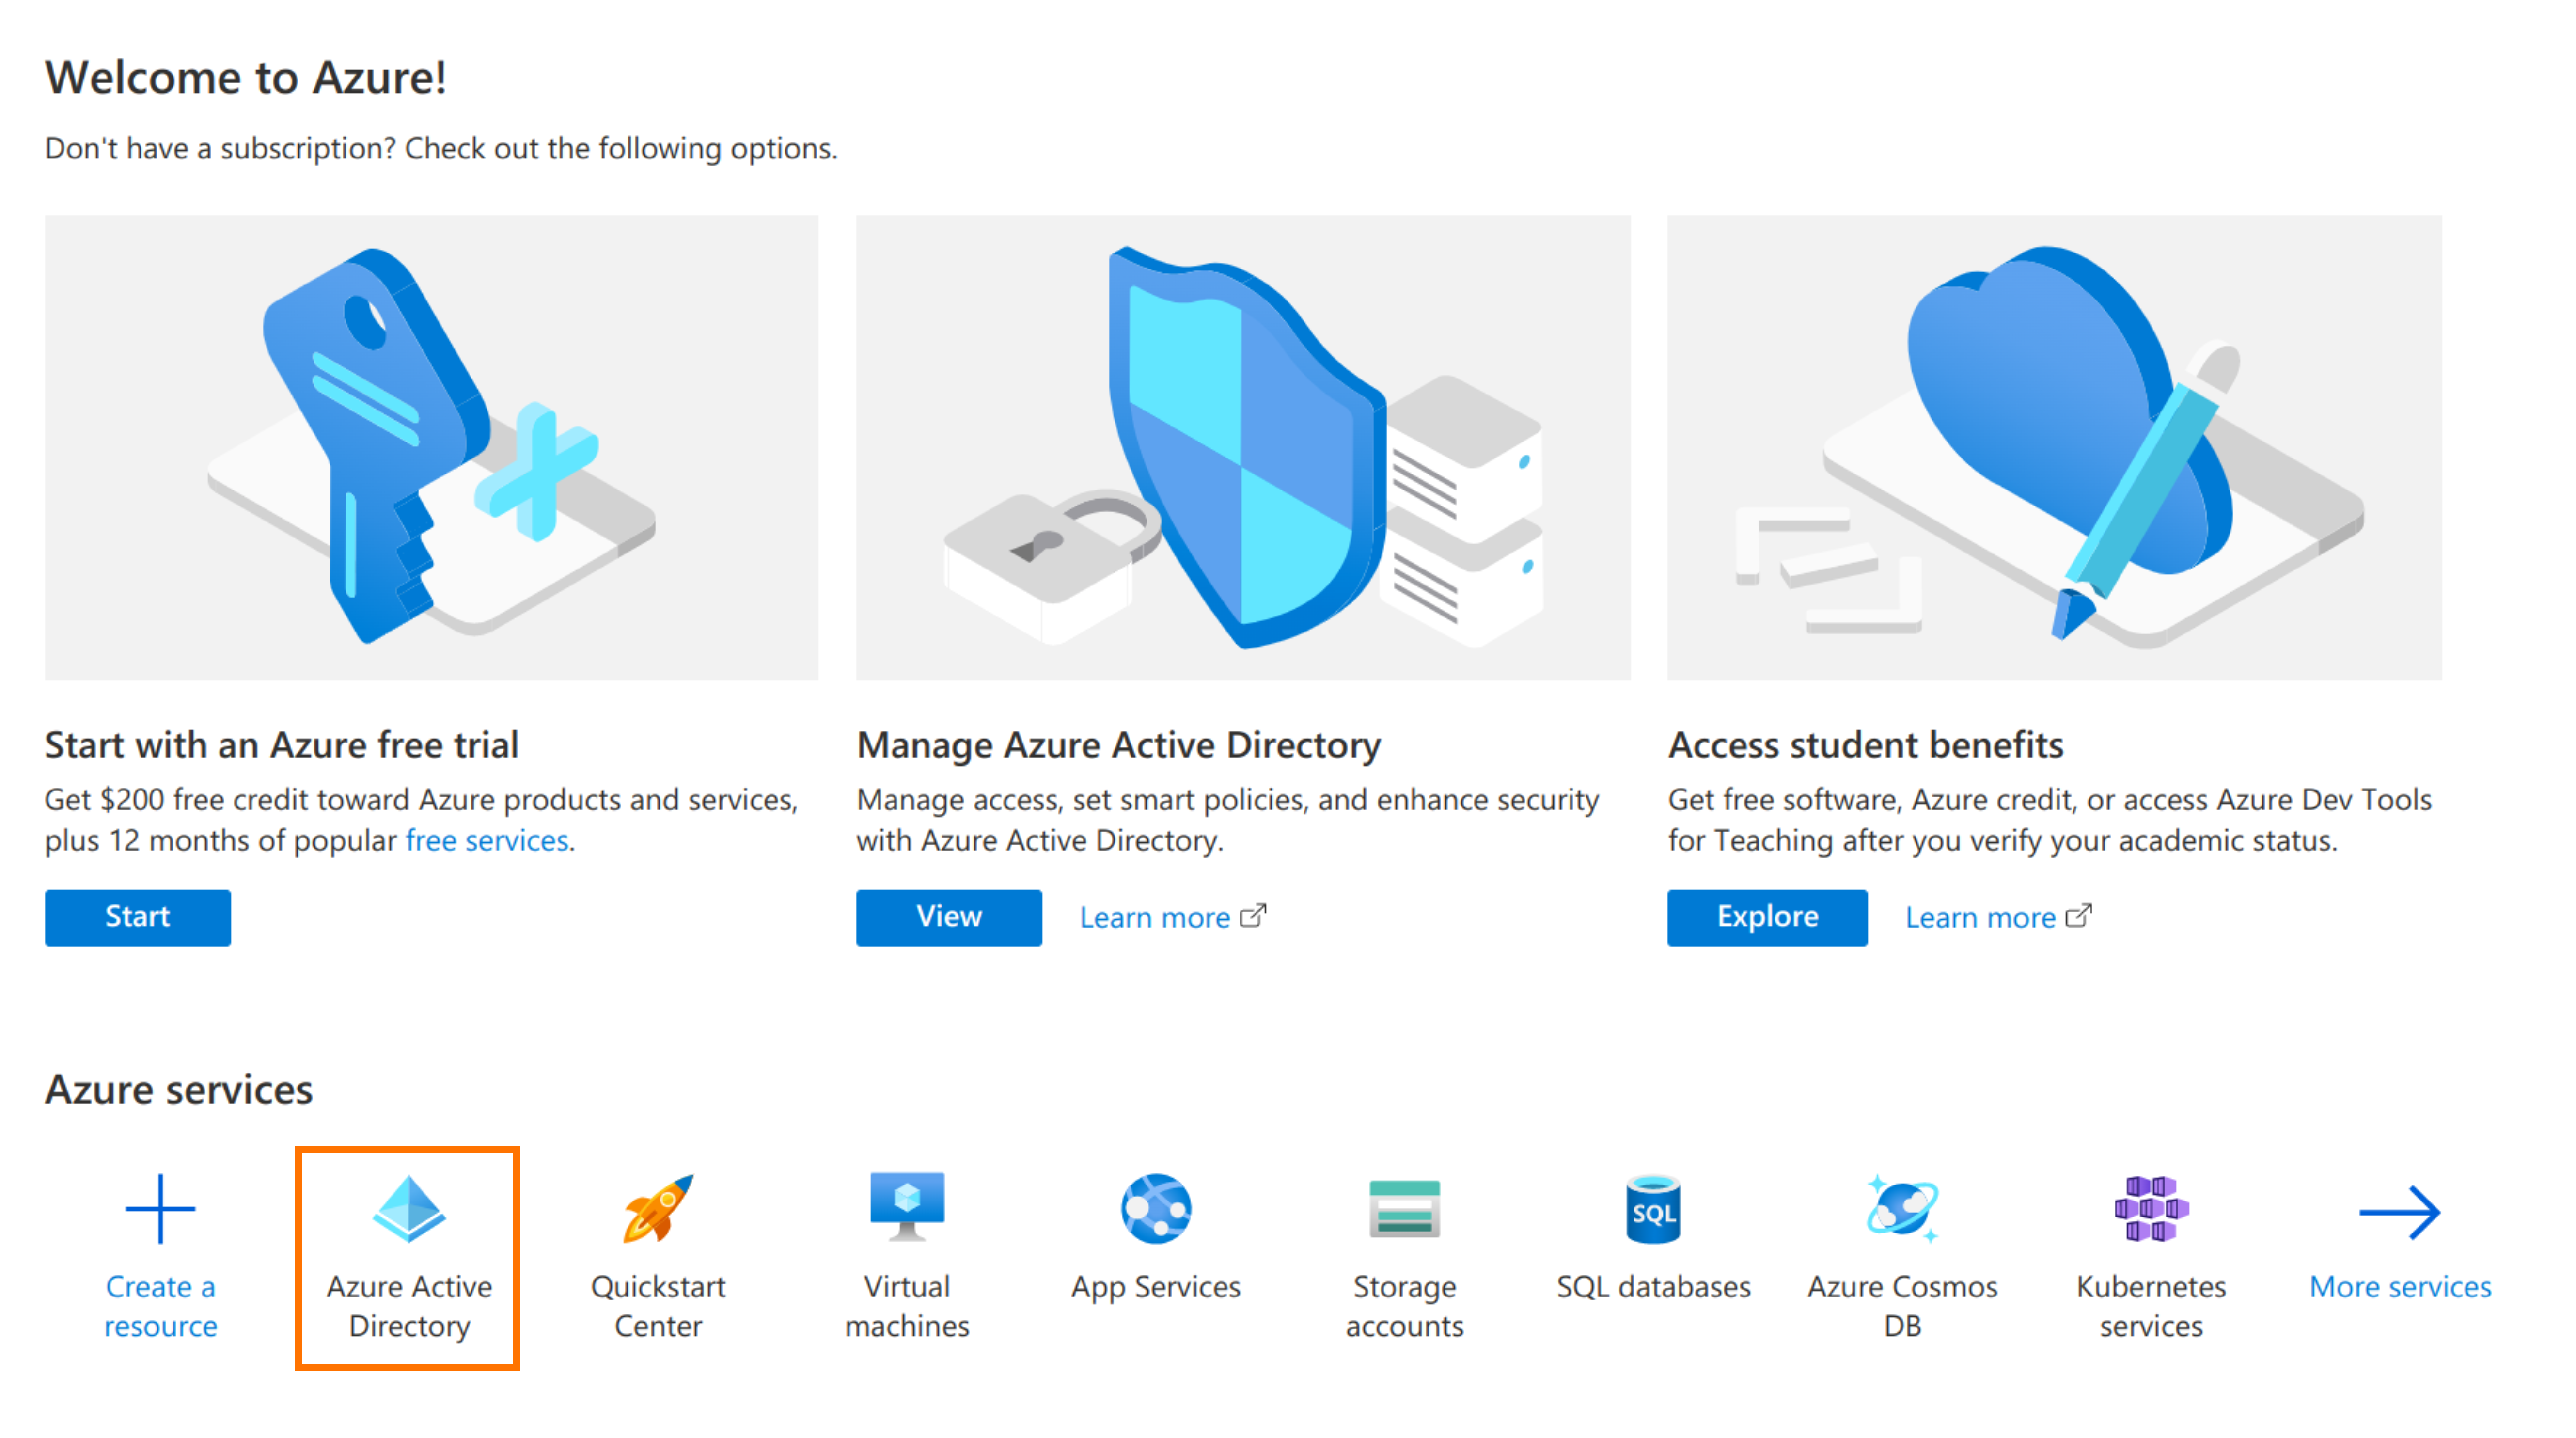 Welcome to Azure!
Don't have a subscription? Check out the following options.
Start with an Azure free trial
Get $200 free credit toward Azure products and services,
plus 12 months of popular free services.
Start
Manage Azure Active Directory
Manage access, set smart policies, and enhance security
with Azure Active Directory.
View
Learn more
Access student benefits
Get free software, Azure credit, or access Azure Dev Tools
for Teaching after you verify your academic status.
Explore
Learn more
Azure services
Create a
resource
Azure Active
Directory
Quickstart
Center
Virtual
machines
App Services
Storage
accounts
SQL
SQL databases
Azure Cosmos
DB
Kubernetes
services
More services